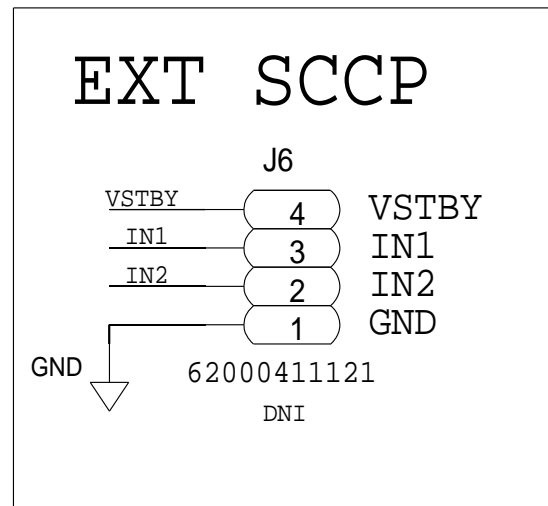 EXT SCCP
J6
VSTBY 4 VSTBY
IN1 3 IN1
IN2 2 IN2
1 GND
GND
62000411121
DNI